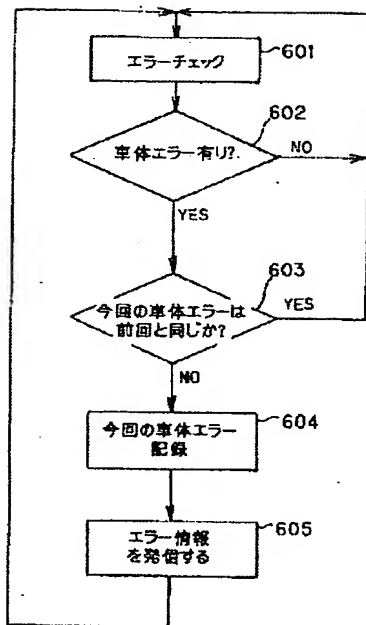 エラーチェック
601
602
車体エラー有り?
NO
YES
603
今回の車体エラーは
前回と同じか?
YES
NO
今回の車体エラー
記録
604
エラー情報
を発信する
605